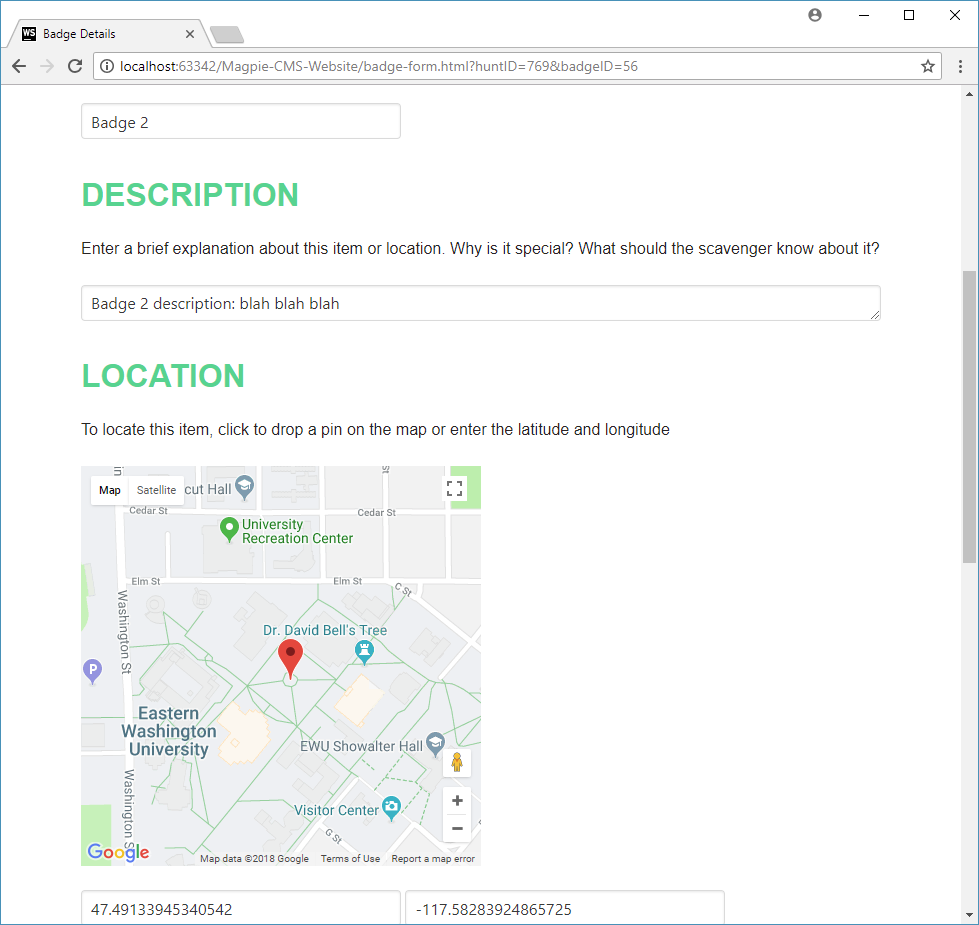 WS Badge Details
localhost:63342/Magpie-CMS-Website/badge-form.html?huntID=769&badgeID=56
Badge 2
DESCRIPTION
Enter a brief explanation about this item or location. Why is it special? What should the scavenger know about it?
Badge 2 description: blah blah blah
LOCATION
To locate this item, click to drop a pin on the map or enter the latitude and longitude
Map Satellite cut Hall
Cedar St
Cedar St
University
Recreation Center
Elm St
Elm St
C St
Washington St
Dr. David Bell's Tree
P
Eastern
Washington
University
EWU Showalter Hall
Washington St
Visitor Center
G St
+
−
Google
Map data ©2018 Google Terms of Use Report a map error
47.49133945340542 -117.58283924865725